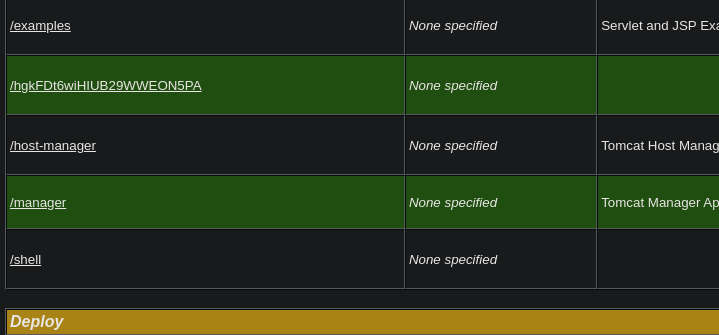 /examples None specified Servlet and JSP Exa
/hgkFDt6wiHIUB29WWEON5PA None specified
/host-manager None specified Tomcat Host Manag
/manager None specified Tomcat Manager Ap
/shell None specified
Deploy